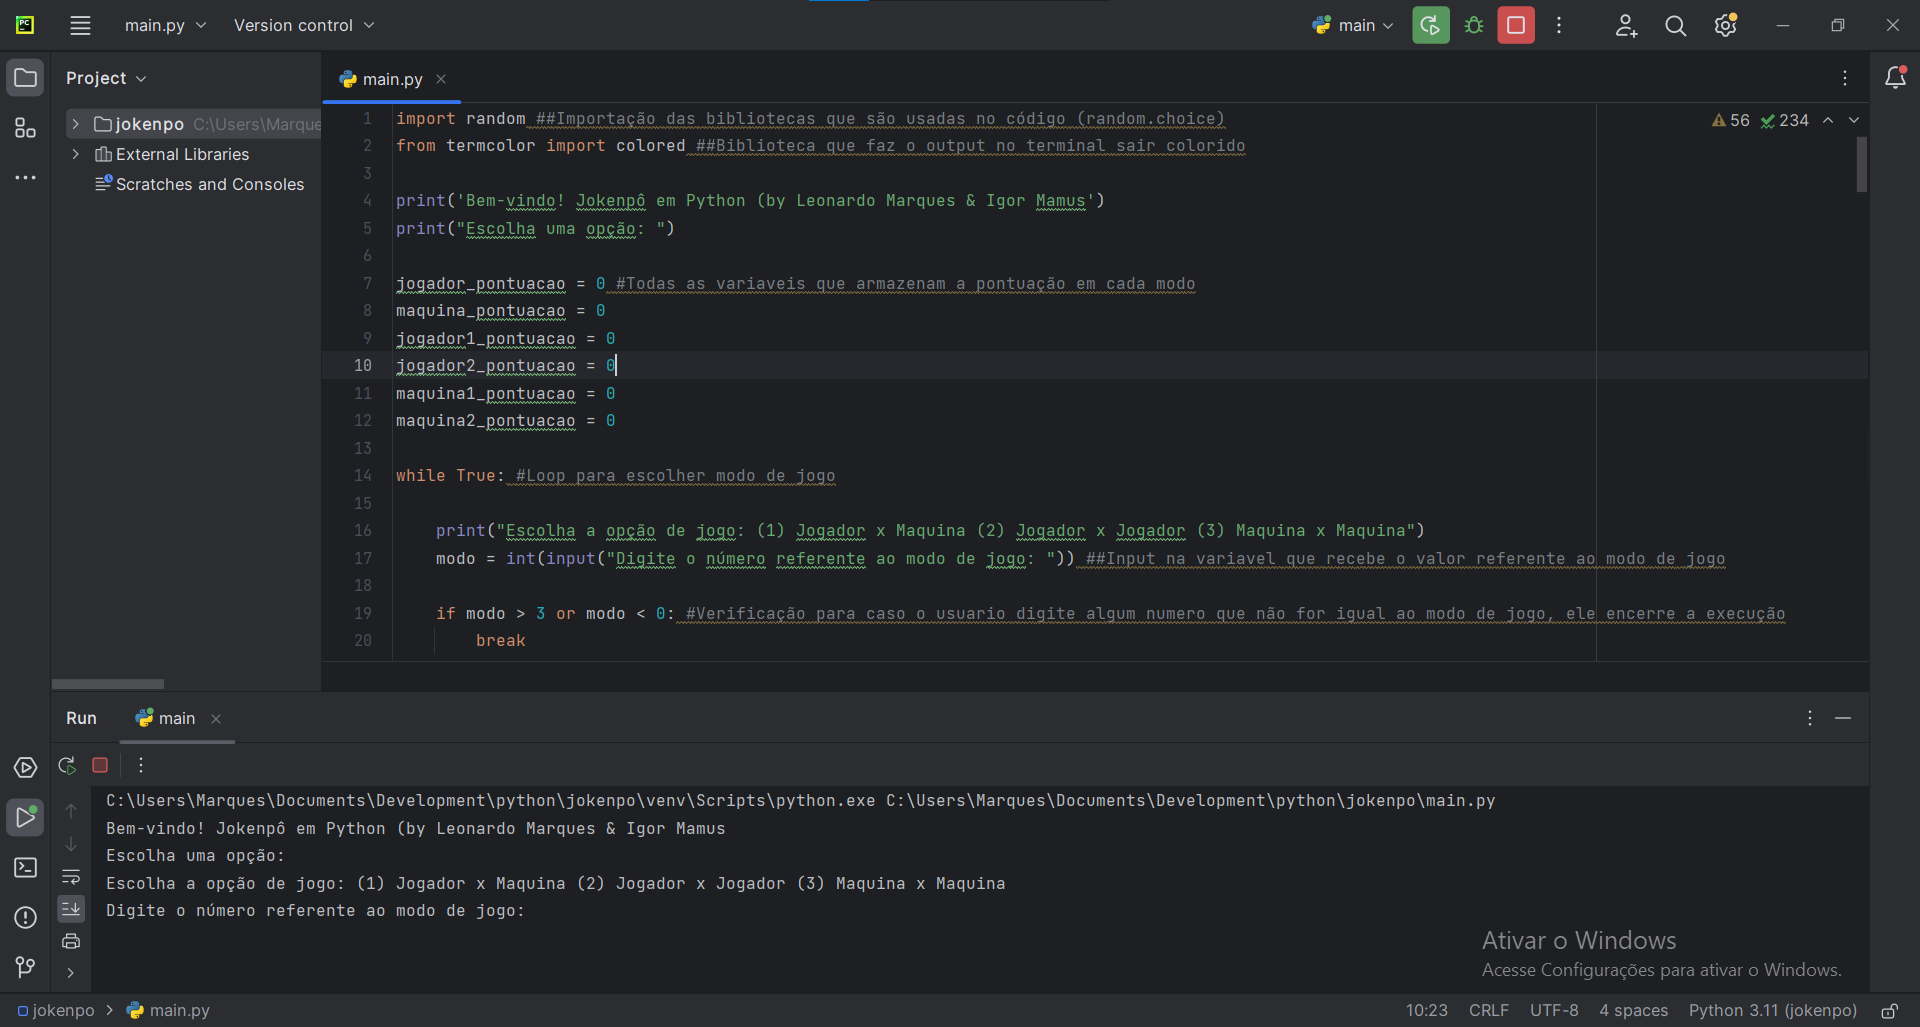 main.py
Version control
main
Project
main.py
jokenpo C:\Users\Marque
External Libraries
Scratches and Consoles
56 234
1 import random ##Importação das bibliotecas que são usadas no código (random.choice)
2 from termcolor import colored ##Biblioteca que faz o output no terminal sair colorido
3
4 print('Bem-vindo! Jokenpô em Python (by Leonardo Marques & Igor Mamus')
5 print("Escolha uma opção: ")
6
7 jogador_pontuacao = 0 #Todas as variaveis que armazenam a pontuação em cada modo
8 maquina_pontuacao = 0
9 jogador1_pontuacao = 0
10 jogador2_pontuacao = 0
11 maquina1_pontuacao = 0
12 maquina2_pontuacao = 0
13
14 while True: #Loop para escolher modo de jogo
15
16 print("Escolha a opção de jogo: (1) Jogador x Maquina (2) Jogador x Jogador (3) Maquina x Maquina")
17 modo = int(input("Digite o número referente ao modo de jogo: ")) ##Input na variavel que recebe o valor referente ao modo de jogo
18
19 if modo > 3 or modo < 0: #Verificação para caso o usuario digite algum numero que não for igual ao modo de jogo, ele encerre a execução
20 break
Run main
C:\Users\Marques\Documents\Development\python\jokenpo\venv\Scripts\python.exe C:\Users\Marques\Documents\Development\python\jokenpo\main.py
Bem-vindo! Jokenpô em Python (by Leonardo Marques & Igor Mamus
Escolha uma opção:
Escolha a opção de jogo: (1) Jogador x Maquina (2) Jogador x Jogador (3) Maquina x Maquina
Digite o número referente ao modo de jogo:
Ativar o Windows
Acesse Configurações para ativar o Windows.
jokenpo > main.py
10:23 CRLF UTF-8 4 spaces Python 3.11 (jokenpo)